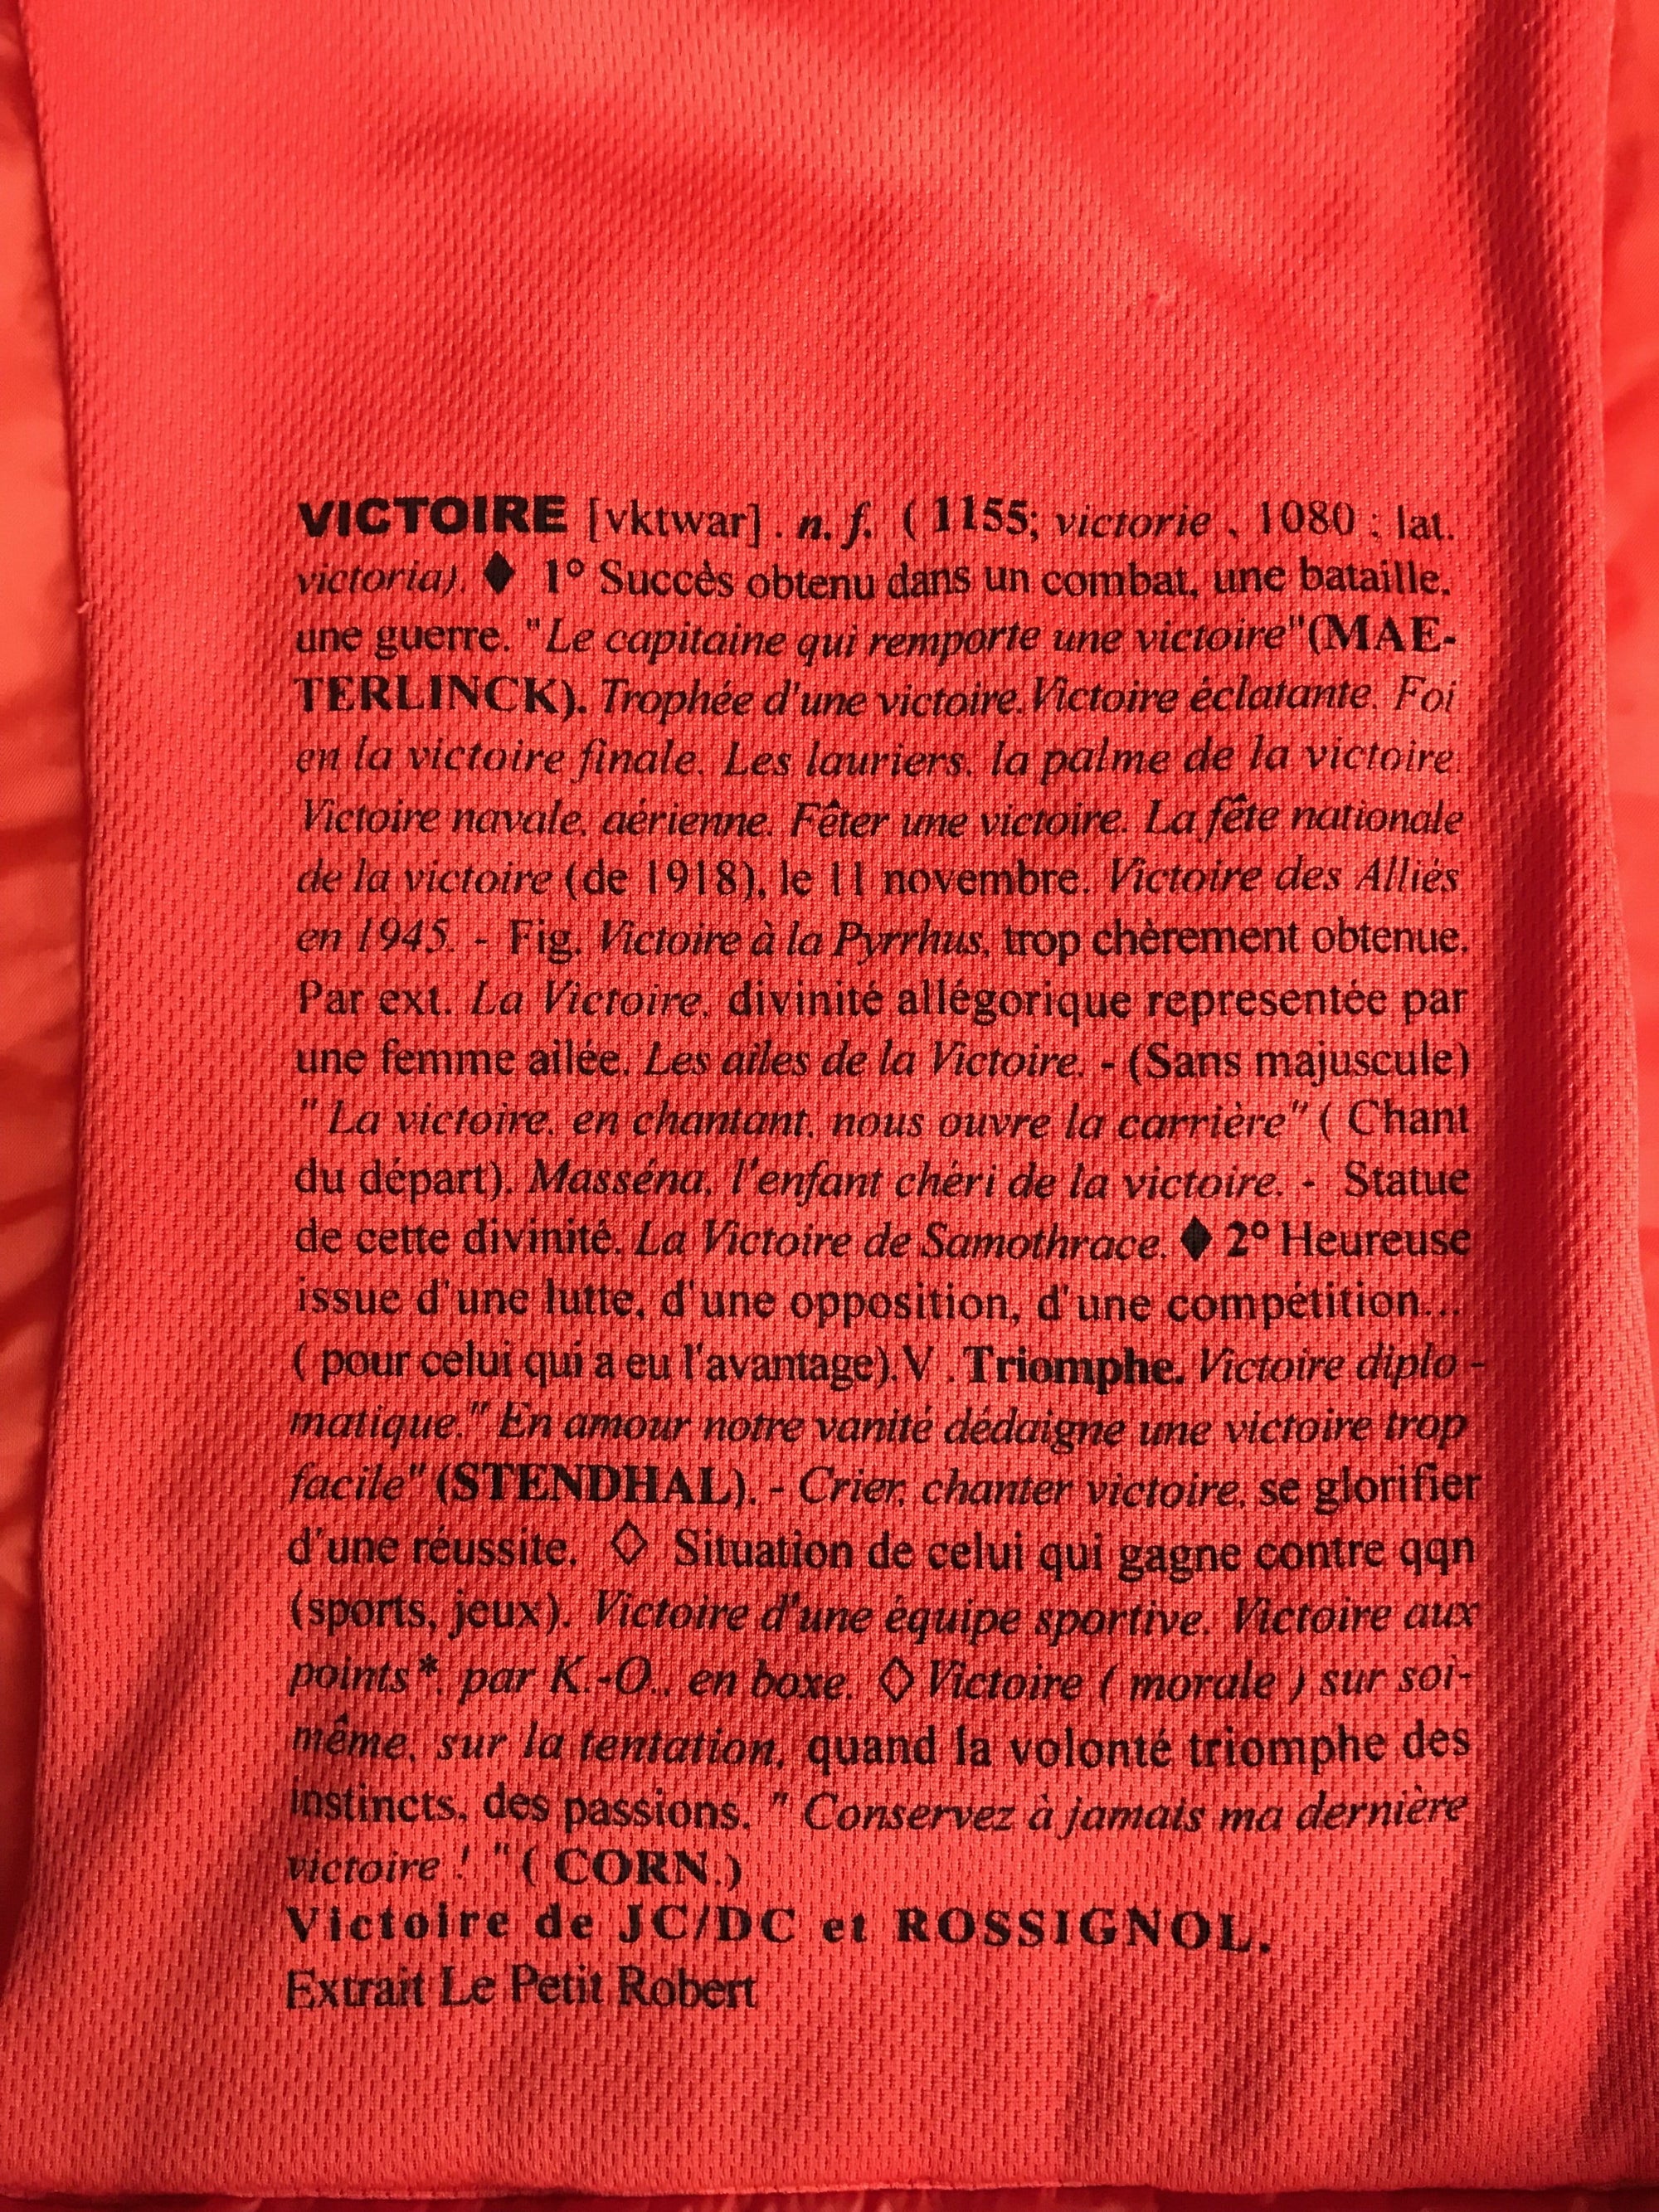 VICTOIRE [vktwar] . n. f. ( 1155; victorie , 1080 ; lat.
victoria). ♦ 1° Succès obtenu dans un combat, une bataille,
une guerre. "Le capitaine qui remporte une victoire"(MAE-
TERLINCK). Trophée d'une victoire.Victoire éclatante. Foi
en la victoire finale. Les lauriers, la palme de la victoire.
Victoire navale, aérienne. Fêter une victoire. La fête nationale
de la victoire (de 1918), le 11 novembre. Victoire des Alliés
en 1945. - Fig. Victoire à la Pyrrhus, trop chèrement obtenue.
Par ext. La Victoire, divinité allégorique representée par
une femme ailée. Les ailes de la Victoire. - (Sans majuscule)
" La victoire, en chantant, nous ouvre la carrière" ( Chant
du départ). Masséna, l'enfant chéri de la victoire. - Statue
de cette divinité. La Victoire de Samothrace. ♦ 2° Heureuse
issue d'une lutte, d'une opposition, d'une compétition...
( pour celui qui a eu l'avantage).V . Triomphe. Victoire diplo -
matique." En amour notre vanité dédaigne une victoire trop
facile" (STENDHAL). - Crier, chanter victoire, se glorifier
d'une réussite. ◊ Situation de celui qui gagne contre qqn
(sports, jeux). Victoire d'une équipe sportive. Victoire aux
points*, par K.-O., en boxe. ◊ Victoire ( morale ) sur soi-
même, sur la tentation, quand la volonté triomphe des
instincts, des passions. " Conservez à jamais ma dernière
victoire ! " ( CORN.)
Victoire de JC/DC et ROSSIGNOL.
Extrait Le Petit Robert